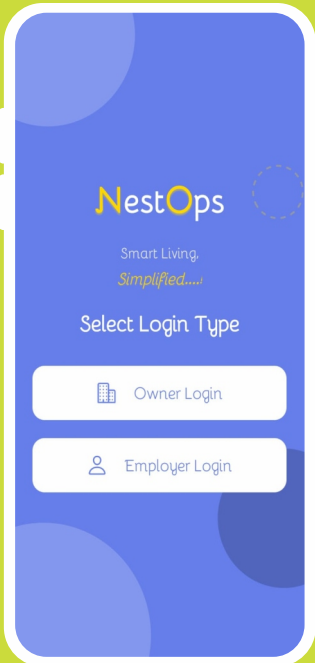 NestOps
Smart Living,
Simplified....!
Select Login Type
Owner Login
Employer Login